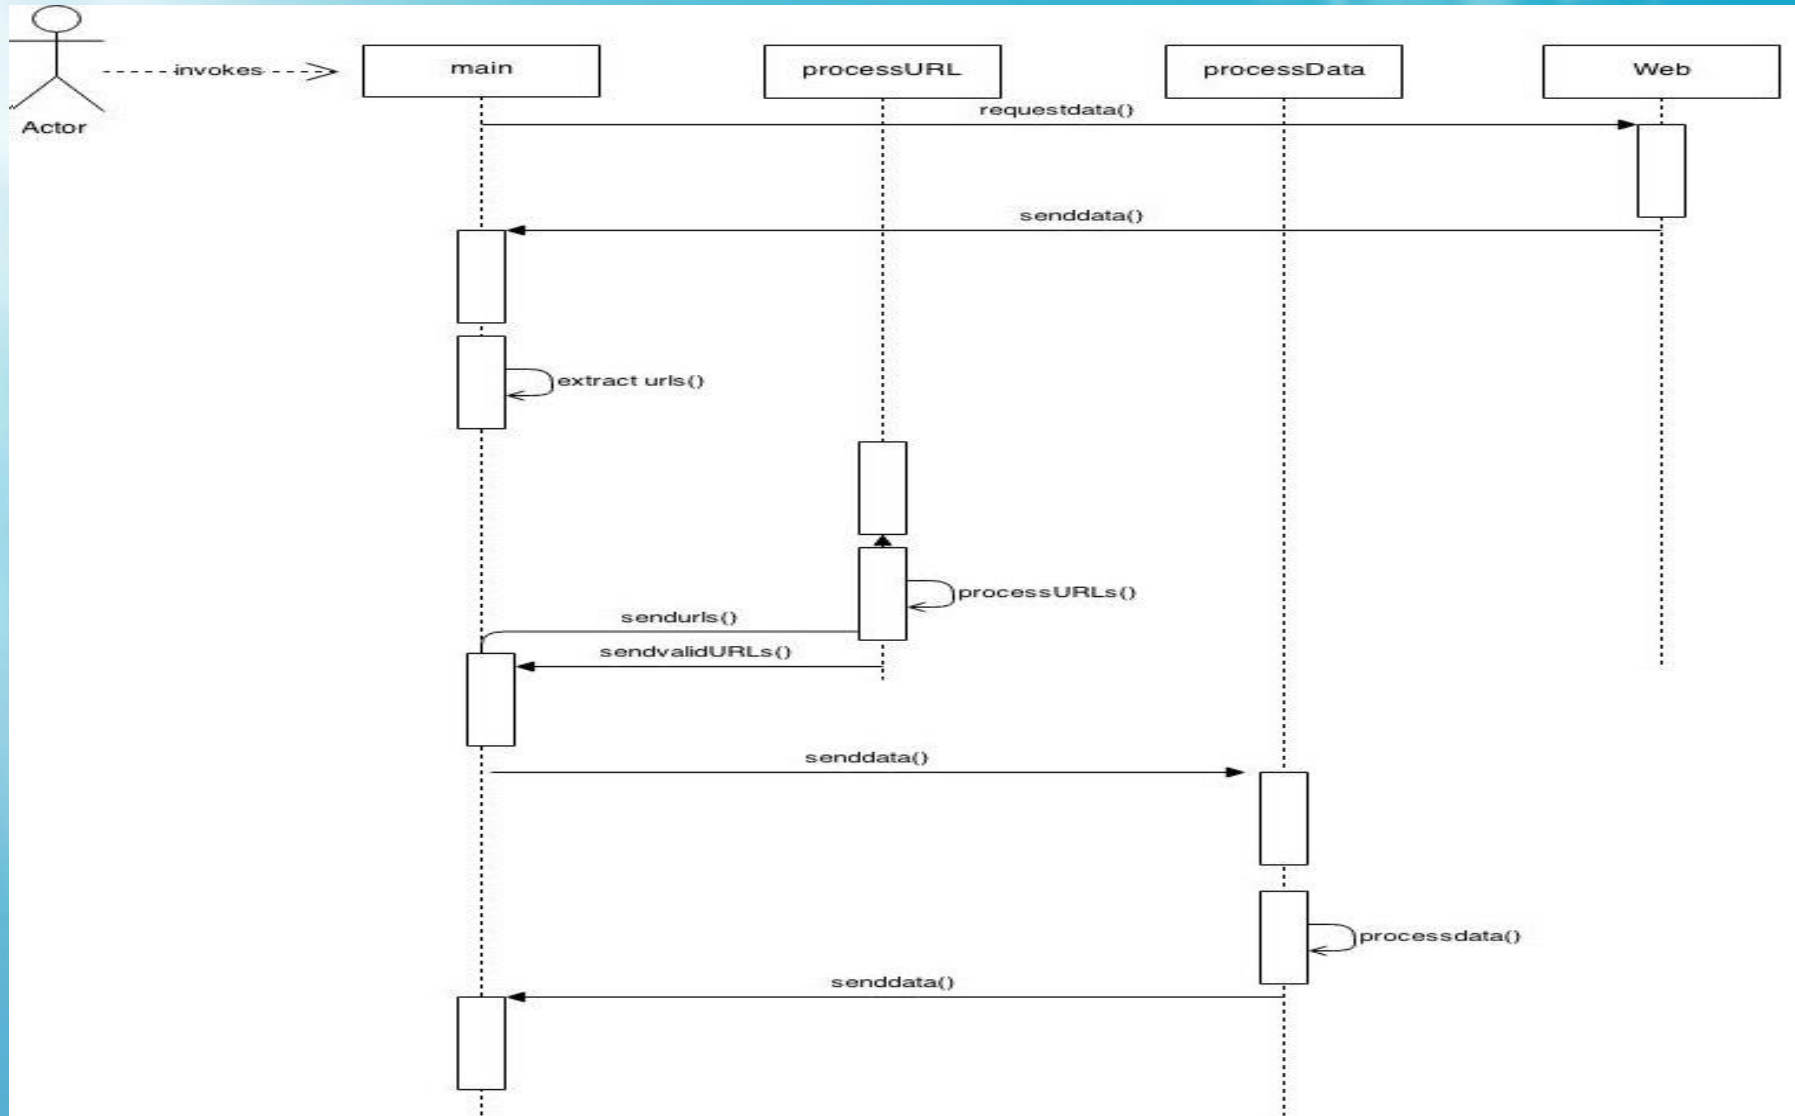 invokes
main
processURL
processData
Web
Actor
requestdata()
senddata()
extract urls()
processURLs()
sendurls()
sendvalidURLs()
senddata()
processdata()
senddata()